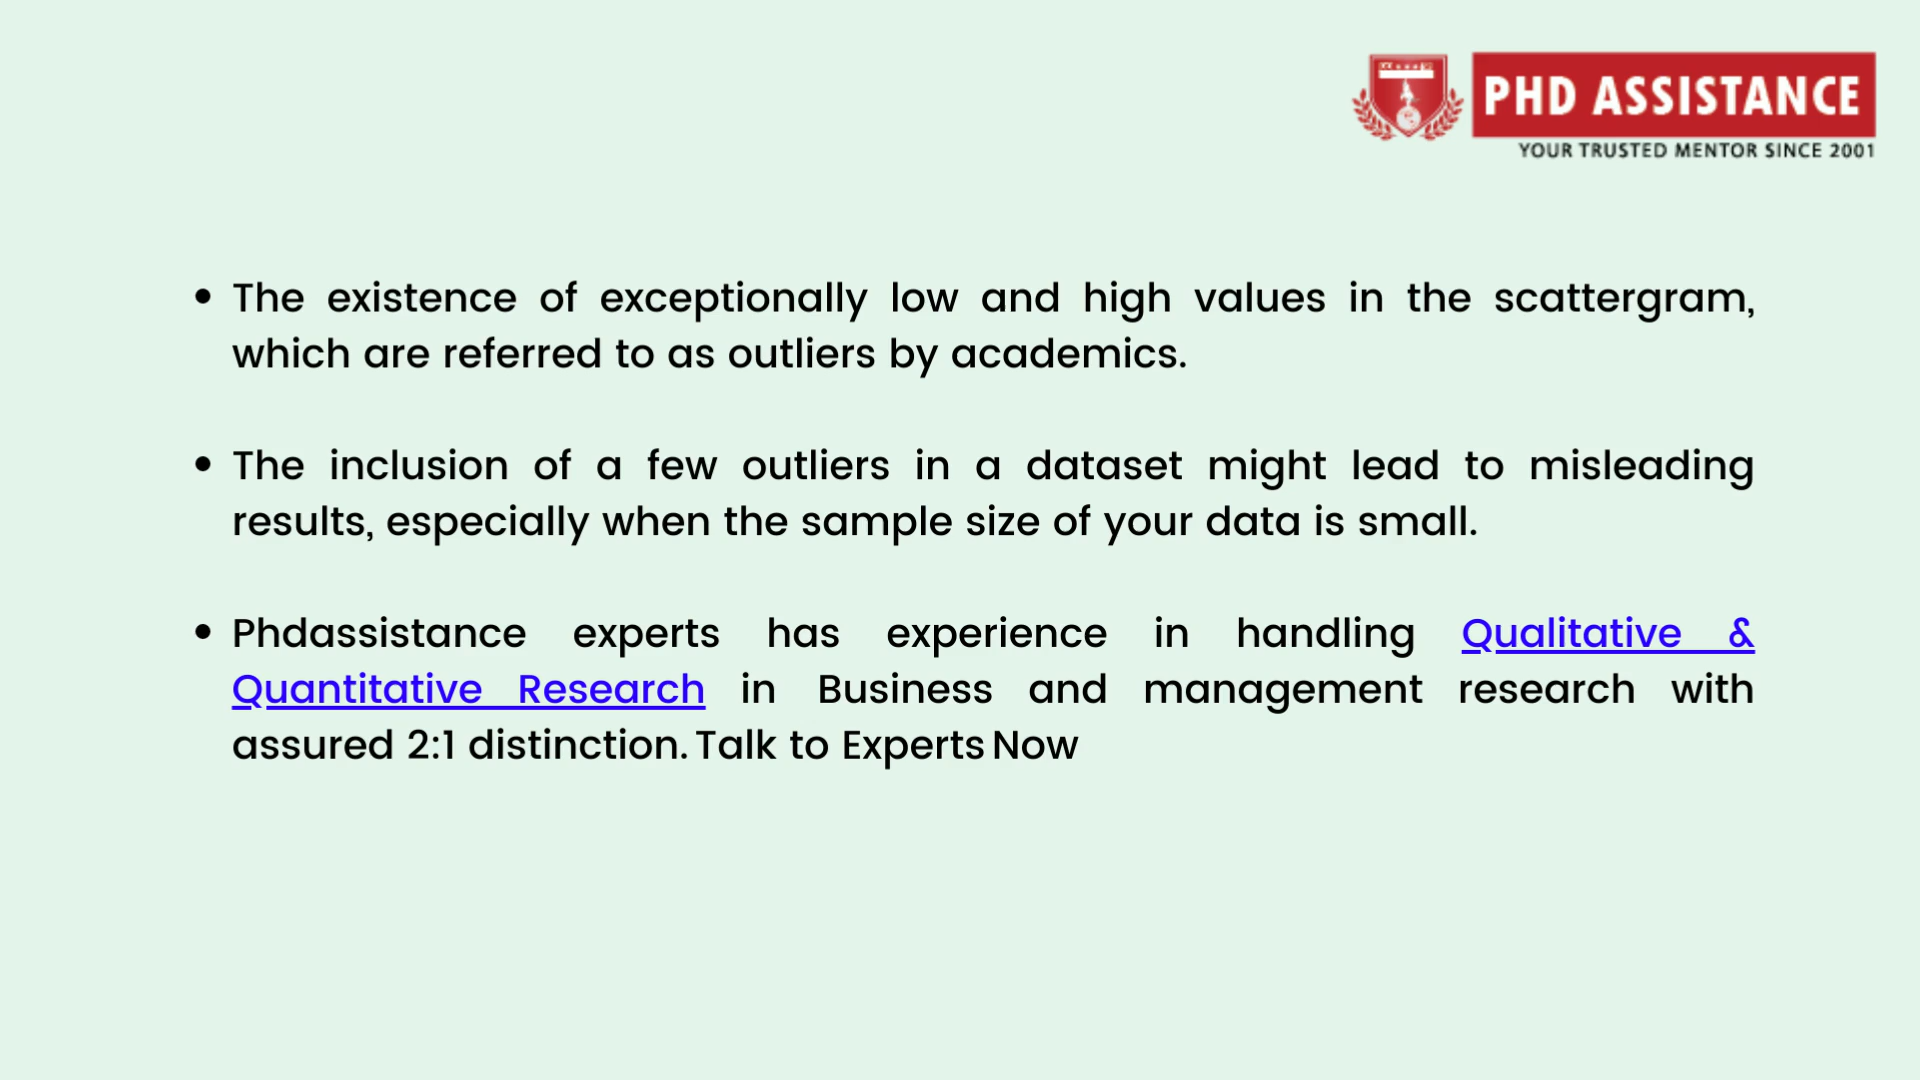 PHD ASSISTANCE
YOUR TRUSTED MENTOR SINCE 2001
• The existence of exceptionally low and high values in the scattergram,
which are referred to as outliers by academics.
• The inclusion of a few outliers in a dataset might lead to misleading
results, especially when the sample size of your data is small.
• Phdassistance experts has experience in handling Qualitative &
Quantitative Research in Business and management research with
assured 2:1 distinction. Talk to Experts Now